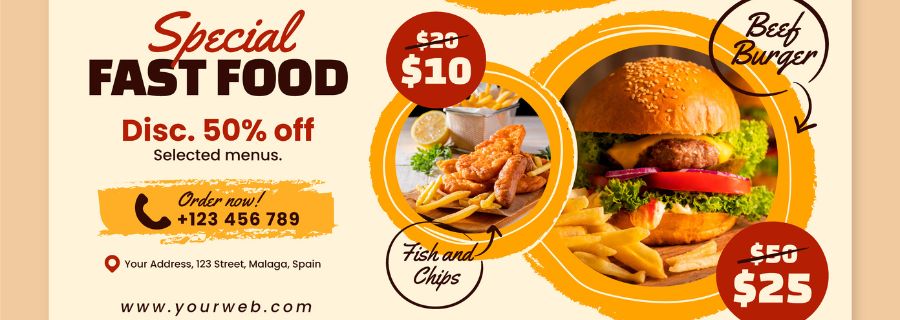 Special
FAST FOOD
Disc. 50% off
Selected menus.
Order now!
+123 456 789
Your Address, 123 Street, Malaga, Spain
www.yourweb.com
$20
$10
Fish and
Chips
Beef
Burger
$50
$25